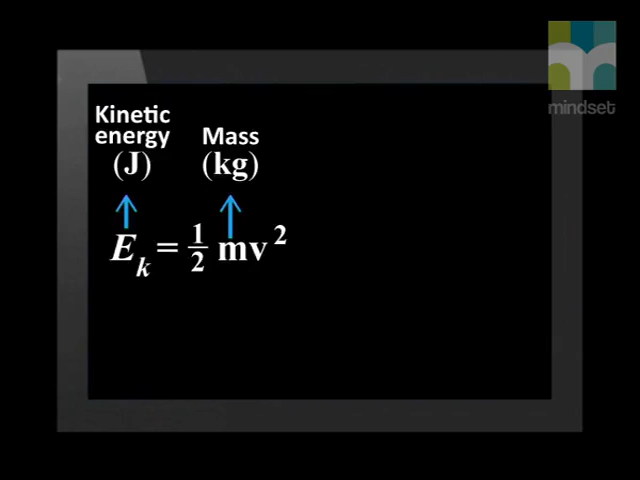 mindset
Kinetic
energy
(J)
Mass
(kg)
E_k = 1/2 mv^2